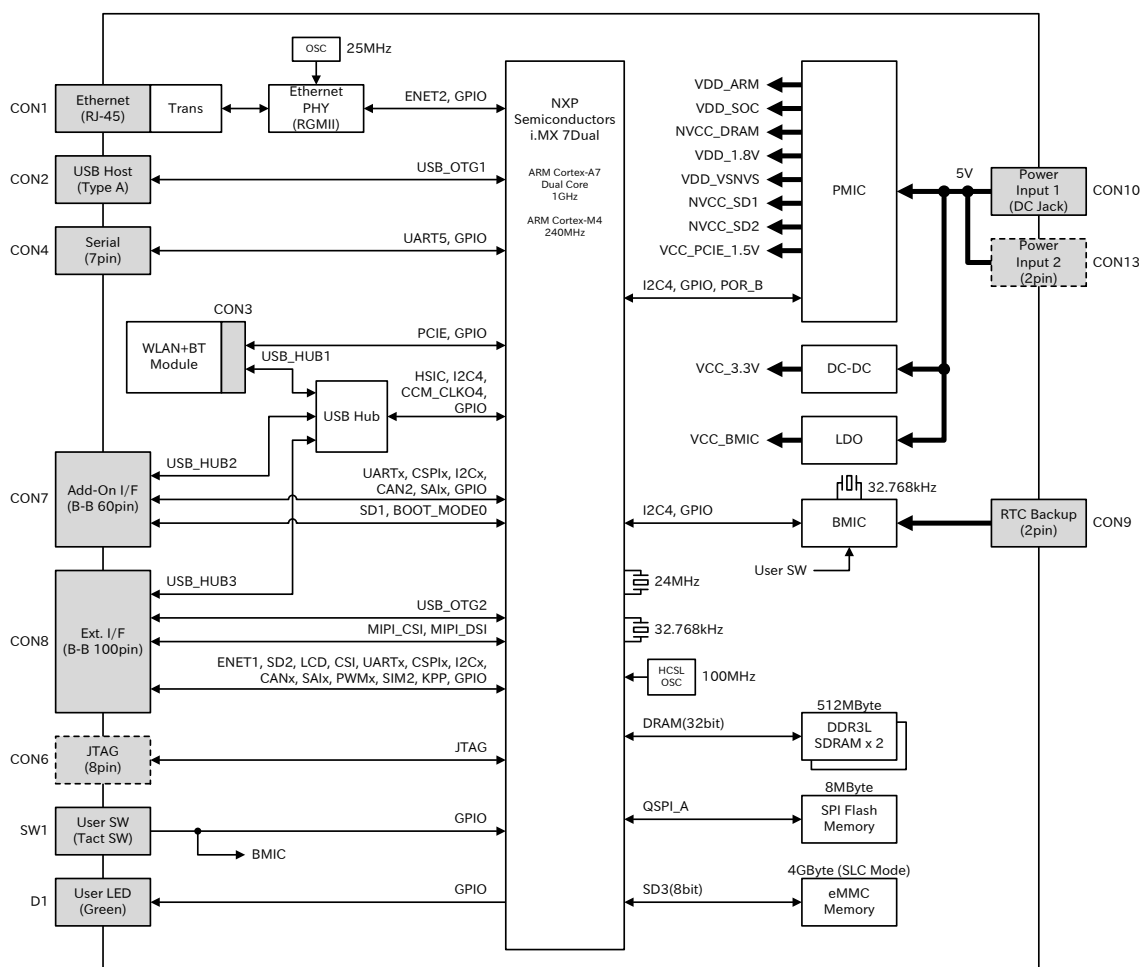 OSC
25MHz
CON1
Ethernet
(RJ-45)
Trans
Ethernet
PHY
(RGMII)
ENET2, GPIO
CON2
USB Host
(Type A)
USB_OTG1
CON4
Serial
(7pin)
UART5, GPIO
CON3
WLAN+BT
Module
PCIE, GPIO
USB_HUB1
USB Hub
HSIC, I2C4,
CCM_CLKO4,
GPIO
USB_HUB2
CON7
Add-On I/F
(B-B 60pin)
UARTx, CSPIx, I2Cx,
CAN2, SAIx, GPIO
SD1, BOOT_MODE0
USB_HUB3
CON8
Ext. I/F
(B-B 100pin)
USB_OTG2
MIPI_CSI, MIPI_DSI
ENET1, SD2, LCD, CSI, UARTx, CSPIx, I2Cx,
CANx, SAIx, PWMx, SIM2, KPP, GPIO
CON6
JTAG
(8pin)
JTAG
SW1
User SW
(Tact SW)
GPIO
BMIC
D1
User LED
(Green)
GPIO
NXP
Semiconductors
i.MX 7Dual
ARM Cortex-A7
Dual Core
1GHz
ARM Cortex-M4
240MHz
VDD_ARM
VDD_SOC
NVCC_DRAM
VDD_1.8V
VDD_VSNVS
NVCC_SD1
NVCC_SD2
VCC_PCIE_1.5V
I2C4, GPIO, POR_B
PMIC
5V
Power
Input 1
(DC Jack)
CON10
Power
Input 2
(2pin)
CON13
VCC_3.3V
DC-DC
VCC_BMIC
LDO
32.768kHz
I2C4, GPIO
BMIC
RTC Backup
(2pin)
CON9
User SW
24MHz
32.768kHz
HCSL
OSC
100MHz
512MByte
DRAM(32bit)
DDR3L
SDRAM x 2
8MByte
QSPI_A
SPI Flash
Memory
4GByte (SLC Mode)
SD3(8bit)
eMMC
Memory